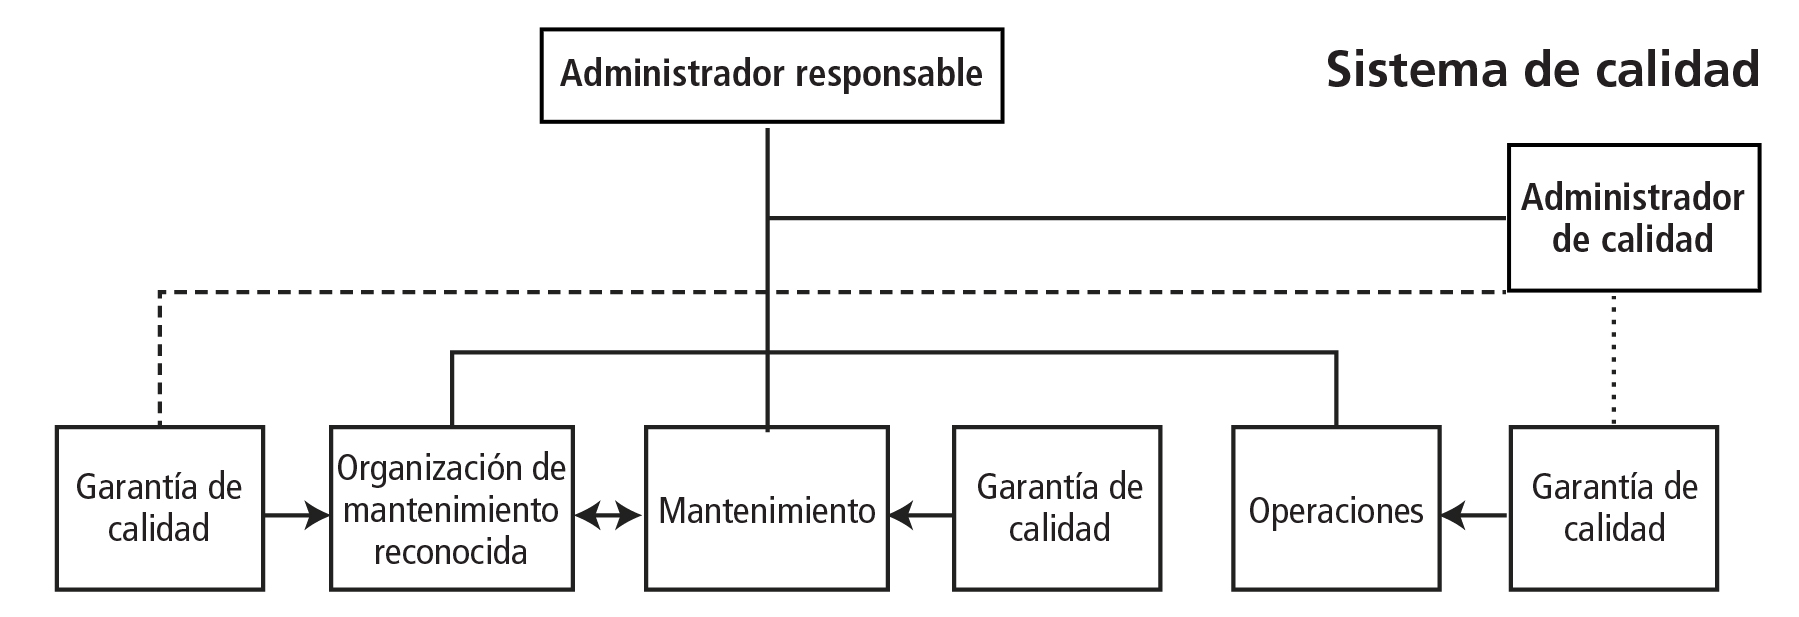 Administrador responsable
Sistema de calidad
Administrador
de calidad
Garantía de
calidad
Organización de
mantenimiento
reconocida
Mantenimiento
Garantía de
calidad
Operaciones
Garantía de
calidad